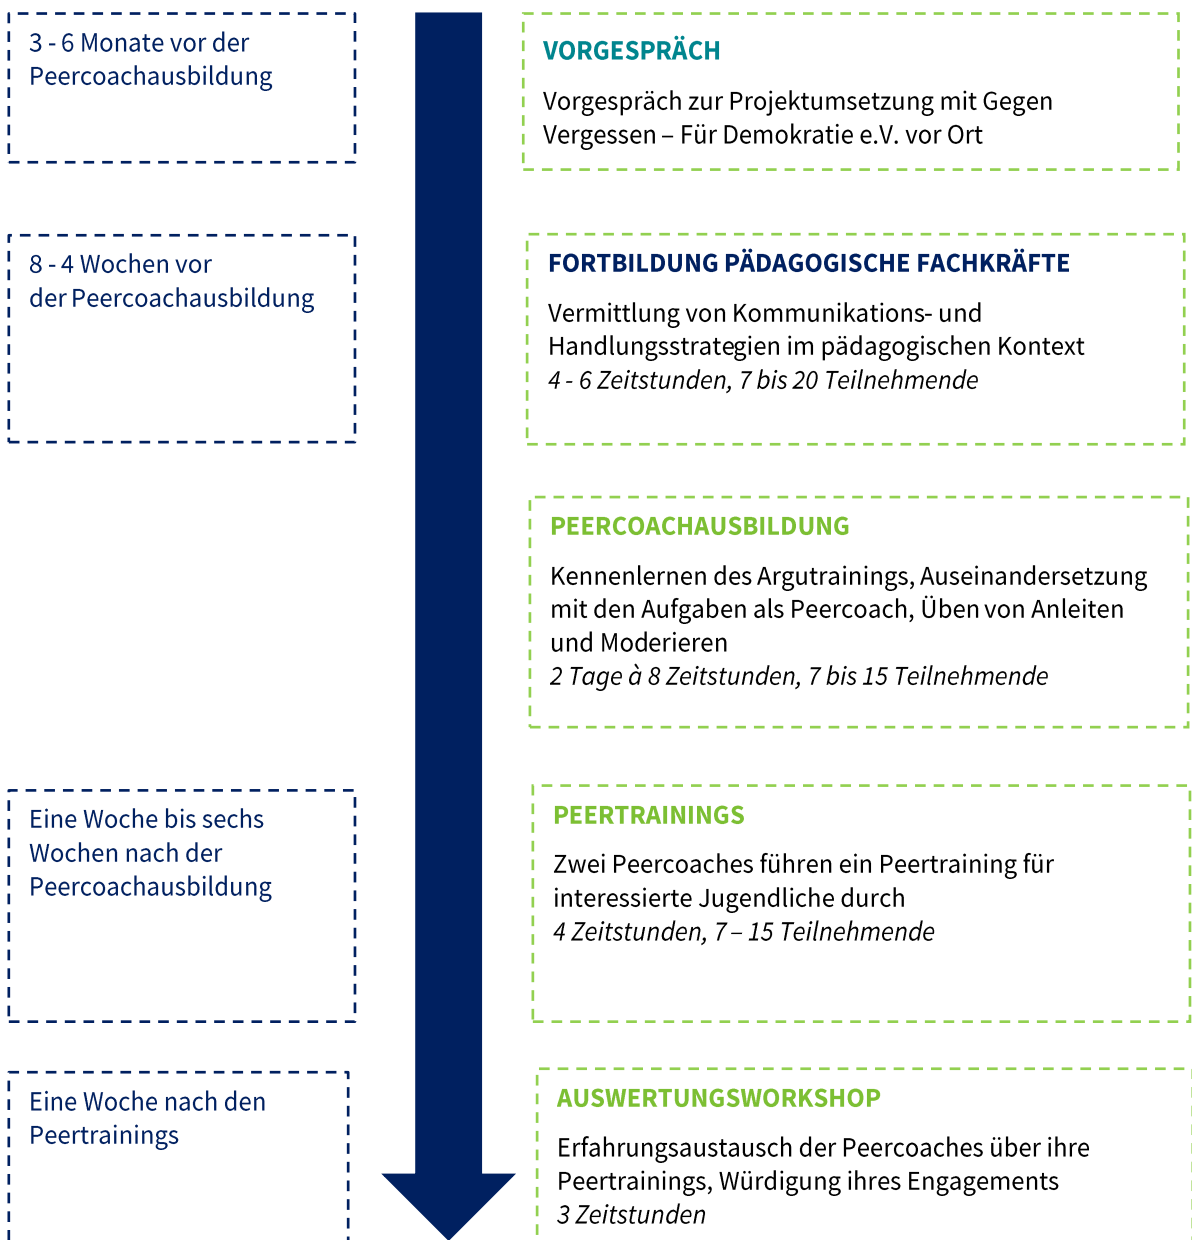 3 - 6 Monate vor der
Peercoachausbildung
VORGESPRÄCH
Vorgespräch zur Projektumsetzung mit Gegen
Vergessen – Für Demokratie e.V. vor Ort
8 - 4 Wochen vor
der Peercoachausbildung
FORTBILDUNG PÄDAGOGISCHE FACHKRÄFTE
Vermittlung von Kommunikations- und
Handlungsstrategien im pädagogischen Kontext
4 - 6 Zeitstunden, 7 bis 20 Teilnehmende
PEERCOACHAUSBILDUNG
Kennenlernen des Argutrainings, Auseinandersetzung
mit den Aufgaben als Peercoach, Üben von Anleiten
und Moderieren
2 Tage à 8 Zeitstunden, 7 bis 15 Teilnehmende
Eine Woche bis sechs
Wochen nach der
Peercoachausbildung
PEERTRAININGS
Zwei Peercoaches führen ein Peertraining für
interessierte Jugendliche durch
4 Zeitstunden, 7 – 15 Teilnehmende
Eine Woche nach den
Peertrainings
AUSWERTUNGSWORKSHOP
Erfahrungsaustausch der Peercoaches über ihre
Peertrainings, Würdigung ihres Engagements
3 Zeitstunden